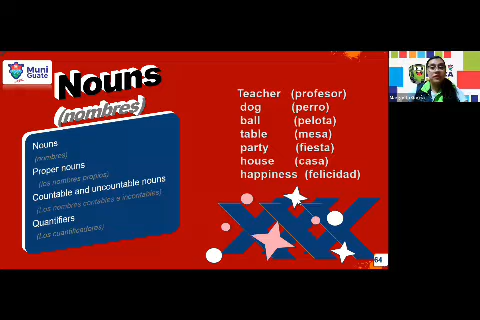 Muni
Guate
Nouns
(nombres)
Nouns
(nombres)
Proper nouns
(los nombres propios)
Countable and uncountable nouns
(Los nombres contables e incontables)
Quantifiers
(Los cuantificadores)
Teacher (profesor)
dog (perro)
ball (pelota)
table (mesa)
party (fiesta)
house (casa)
happiness (felicidad)
64